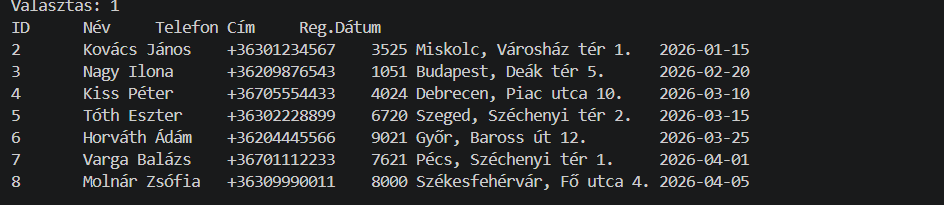 Valasztas: 1
ID Név Telefon Cím Reg.Dátum
2 Kovács János +36301234567 3525 Miskolc, Városház tér 1. 2026-01-15
3 Nagy Ilona +36209876543 1051 Budapest, Deák tér 5. 2026-02-20
4 Kiss Péter +36705554433 4024 Debrecen, Piac utca 10. 2026-03-10
5 Tóth Eszter +36302228899 6720 Szeged, Széchenyi tér 2. 2026-03-15
6 Horváth Ádám +36204445566 9021 Győr, Baross út 12. 2026-03-25
7 Varga Balázs +36701112233 7621 Pécs, Széchenyi tér 1. 2026-04-01
8 Molnár Zsófia +36309990011 8000 Székesfehérvár, Fő utca 4. 2026-04-05